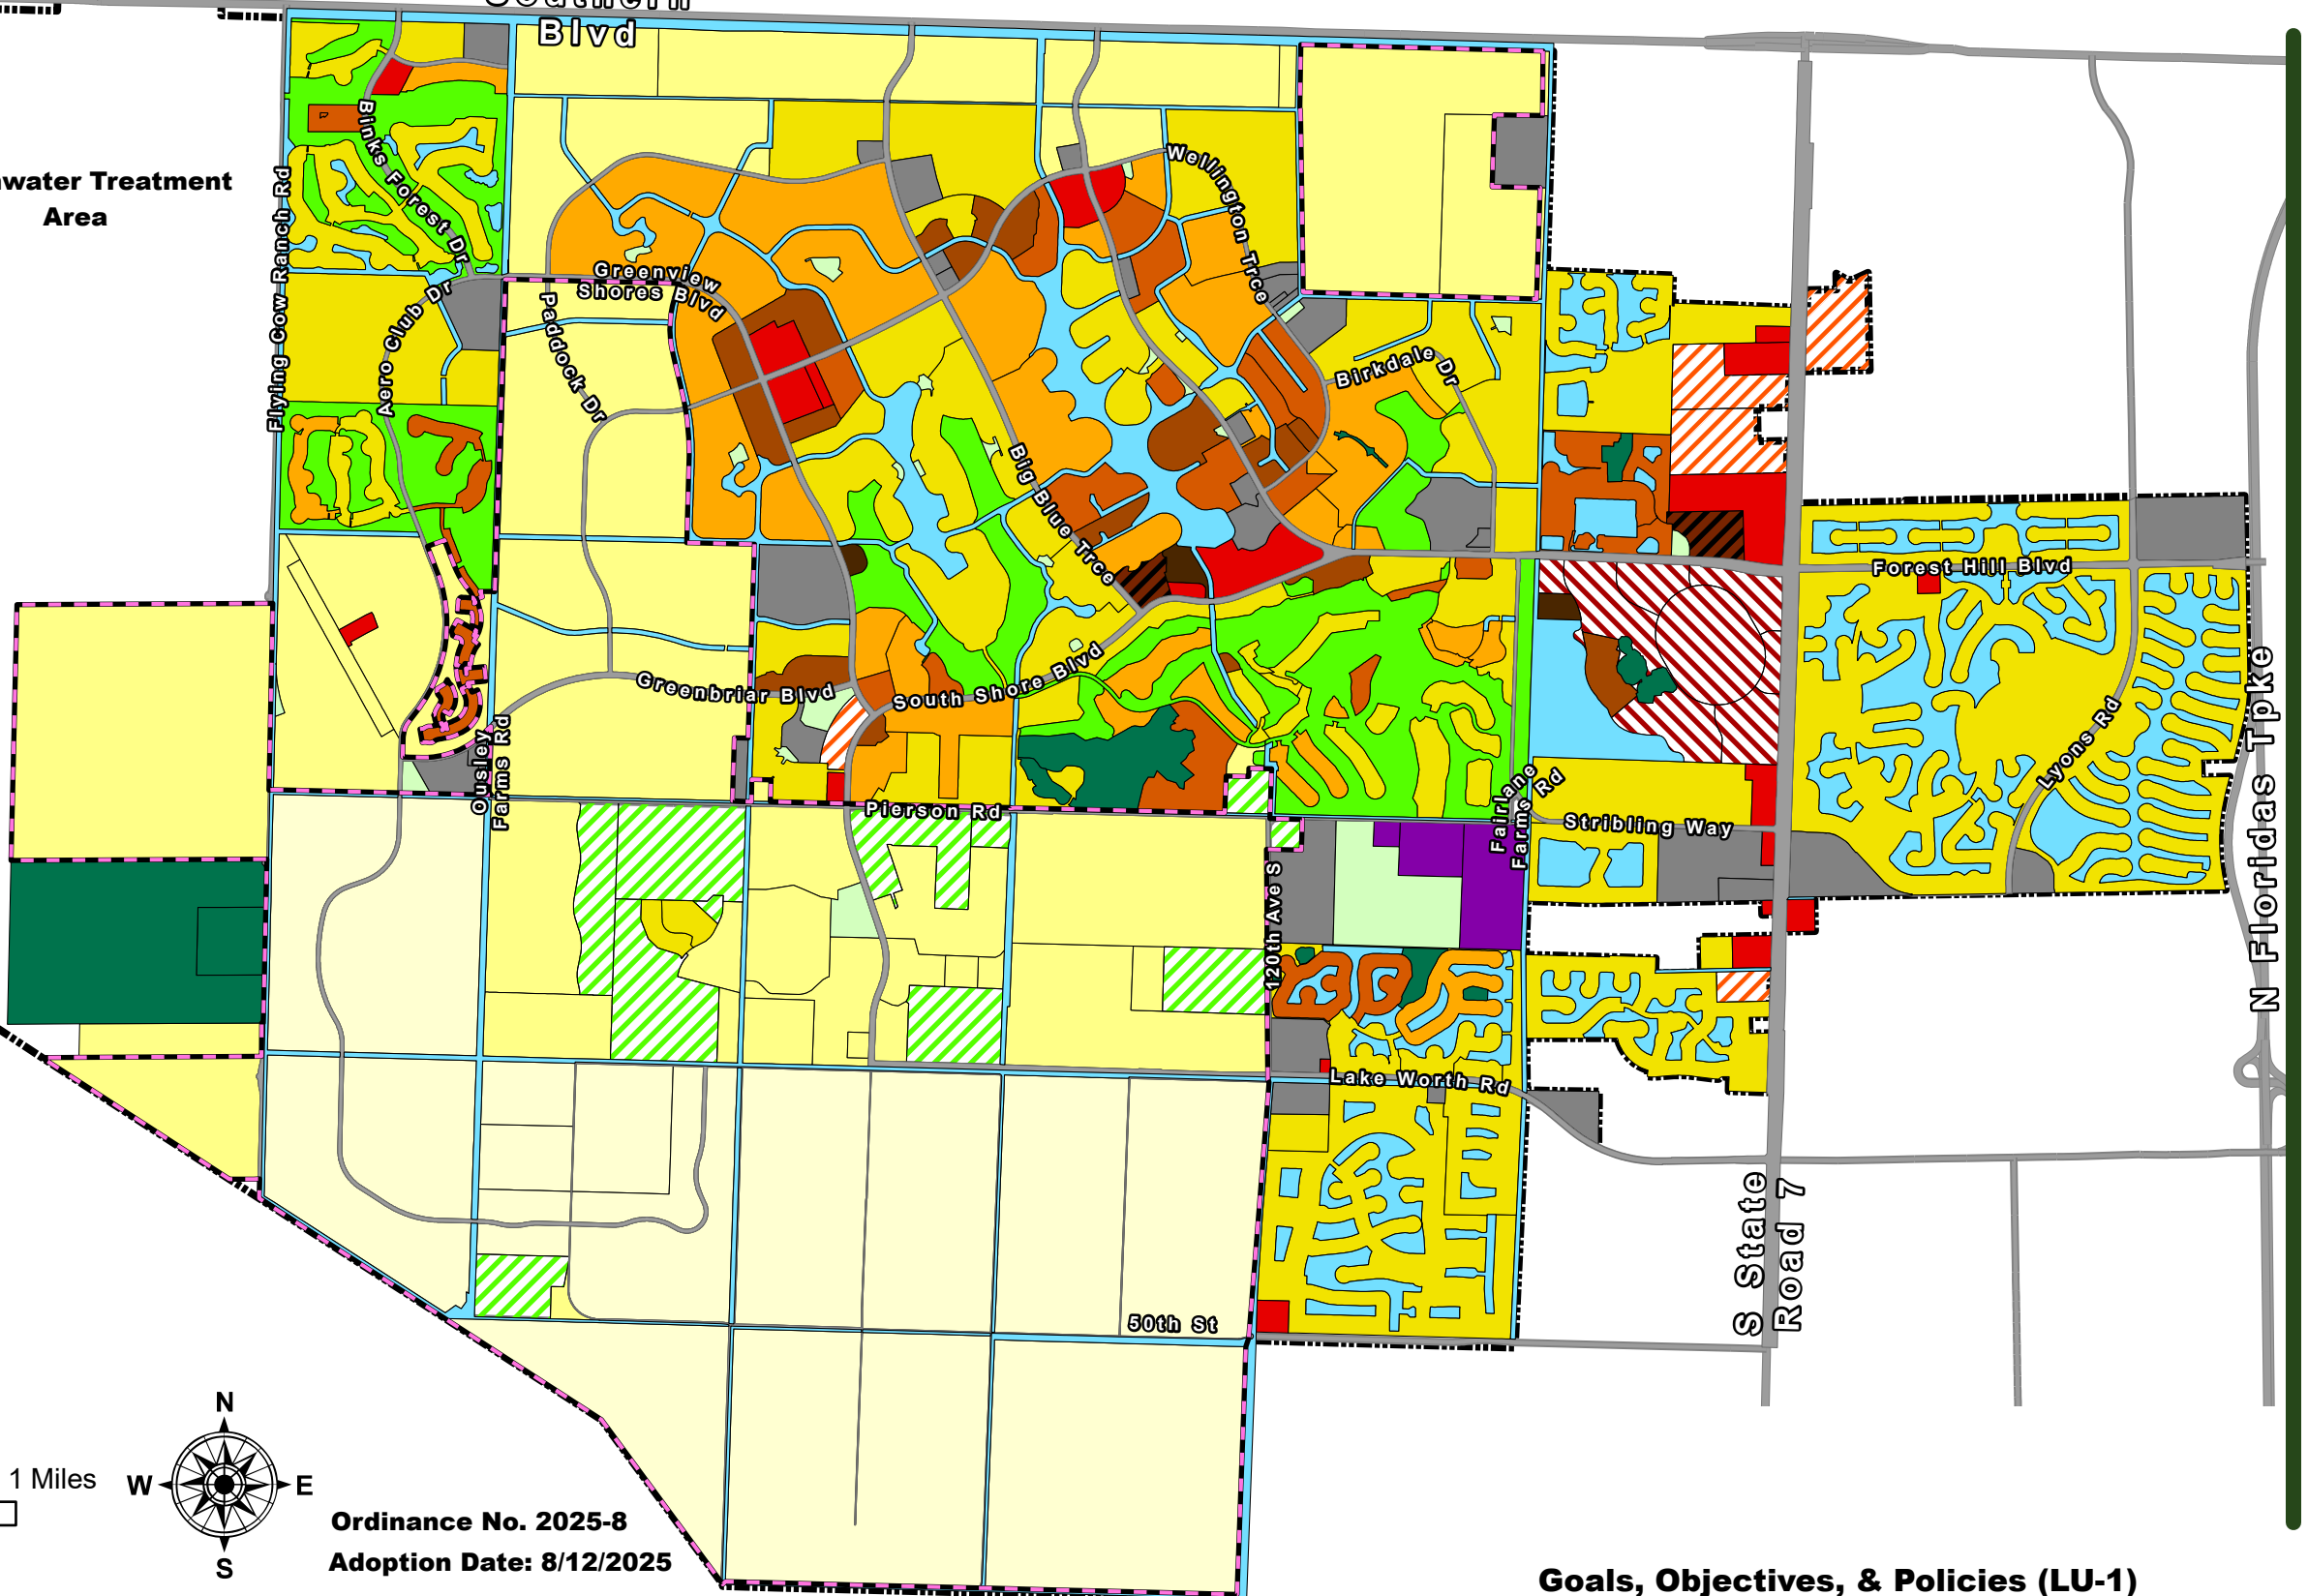 Southern
Blvd
water Treatment
Area
Flying Cow Ranch Rd
Binks Forest Dr
Aero Club Dr
Greenview
Shores Blvd
Paddock Dr
Wellington Trce
Birkdale Dr
Big Blue Trce
Forest Hill Blvd
Greenbriar Blvd
South Shore Blvd
Ousley
Farms Rd
Pierson Rd
Fairlane
Farms Rd
Stribling Way
Lyons Rd
N Floridas Tpke
120th Ave S
Lake Worth Rd
S State
Road 7
50th St
1 Miles
N
W
E
S
Ordinance No. 2025-8
Adoption Date: 8/12/2025
Goals, Objectives, & Policies (LU-1)